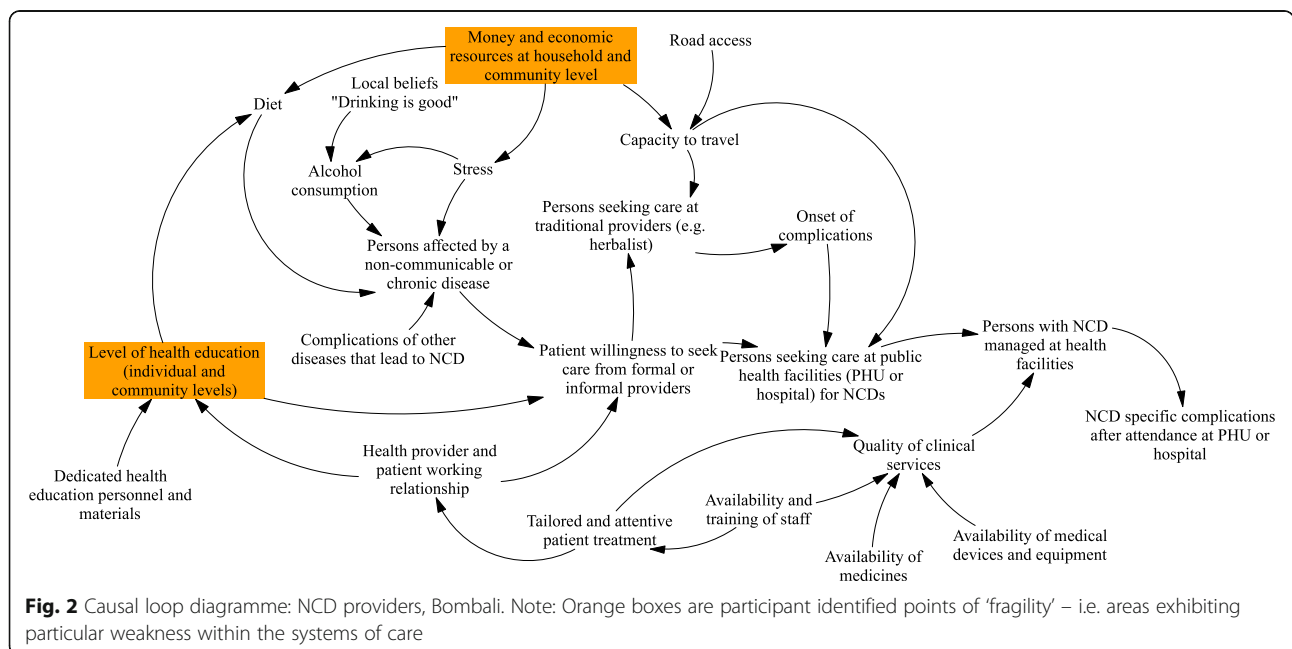 Money and economic
resources at household and
community level
Road access
Local beliefs
"Drinking is good"
Diet
Capacity to travel
Alcohol
consumption
Stress
Persons seeking care at
traditional providers (e.g.
herbalist)
Onset of
complications
Persons affected by a
non-communicable or
chronic disease
Complications of other
diseases that lead to NCD
Level of health education
(individual and
community levels)
Patient willingness to seek
care from formal or
informal providers
Persons seeking care at public
health facilities (PHU or
hospital) for NCDs
Persons with NCD
managed at health
facilities
NCD specific complications
after attendance at PHU or
hospital
Health provider and
patient working
relationship
Quality of clinical
services
Dedicated health
education personnel and
materials
Tailored and attentive
patient treatment
Availability and
training of staff
Availability of
medicines
Availability of medical
devices and equipment
Fig. 2 Causal loop diagramme: NCD providers, Bombali. Note: Orange boxes are participant identified points of ‘fragility’ – i.e. areas exhibiting
particular weakness within the systems of care